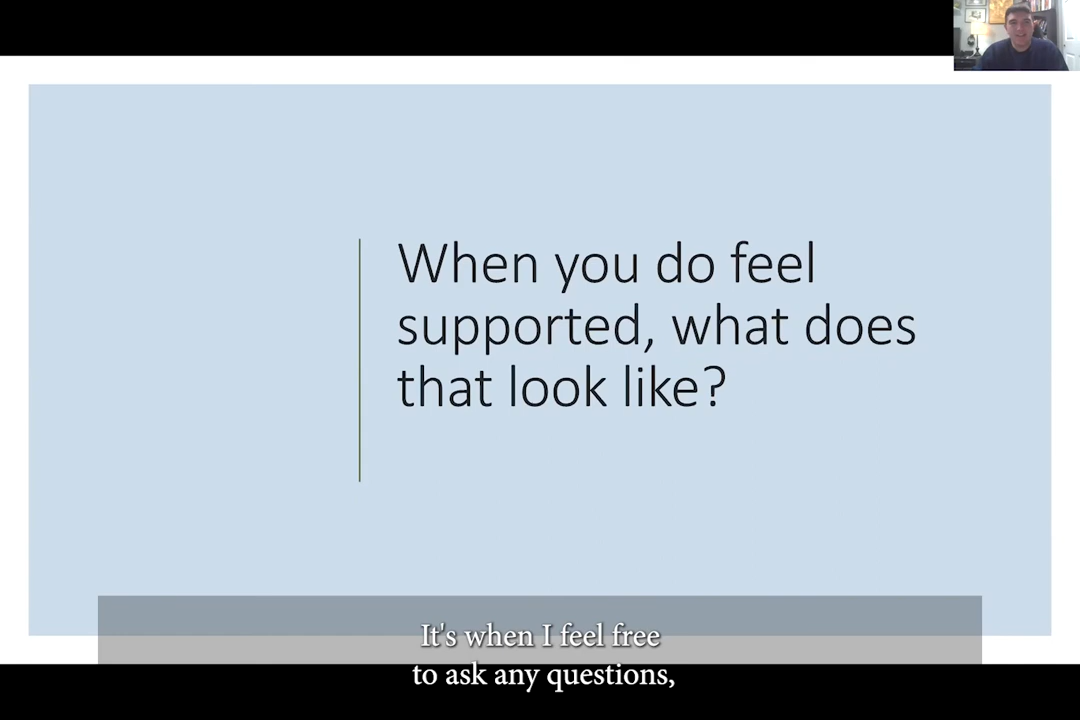 When you do feel
supported, what does
that look like?
It's when I feel free
to ask any questions,